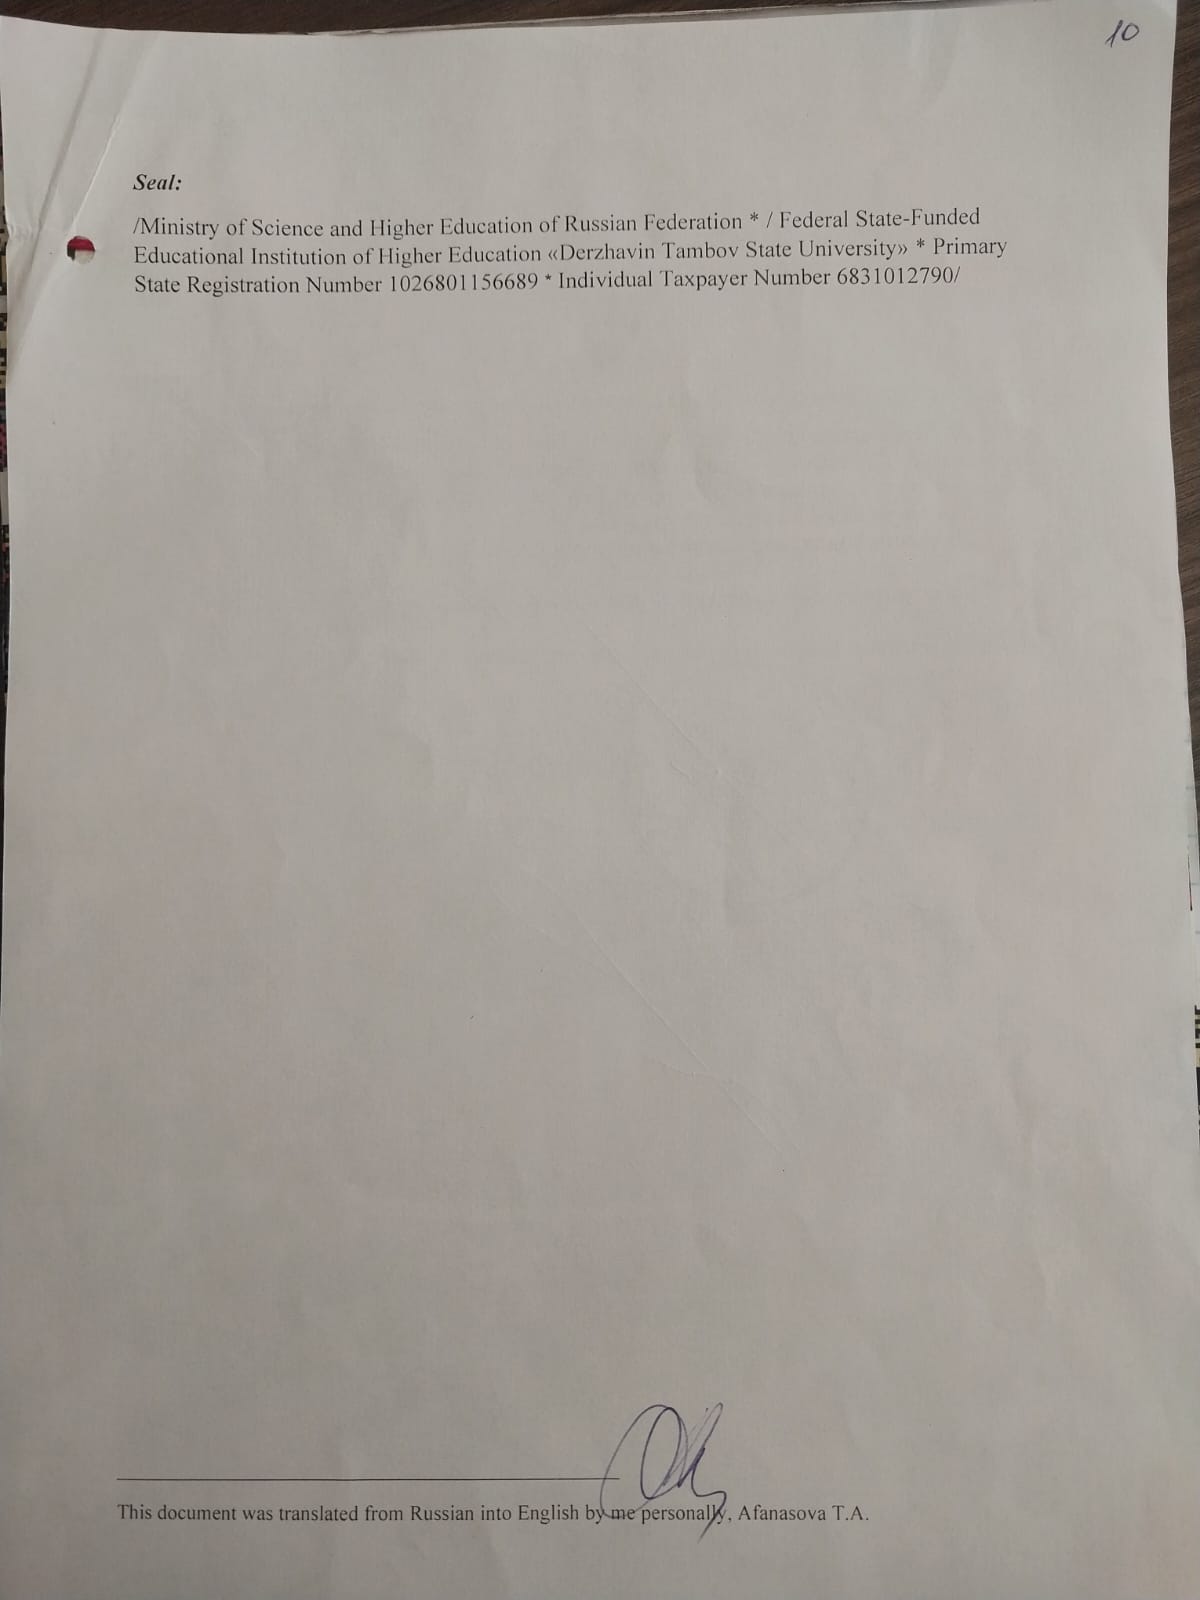 10
Seal:
/Ministry of Science and Higher Education of Russian Federation * / Federal State-Funded
Educational Institution of Higher Education «Derzhavin Tambov State University» * Primary
State Registration Number 1026801156689 * Individual Taxpayer Number 6831012790/
This document was translated from Russian into English by me personally, Afanasova T.A.